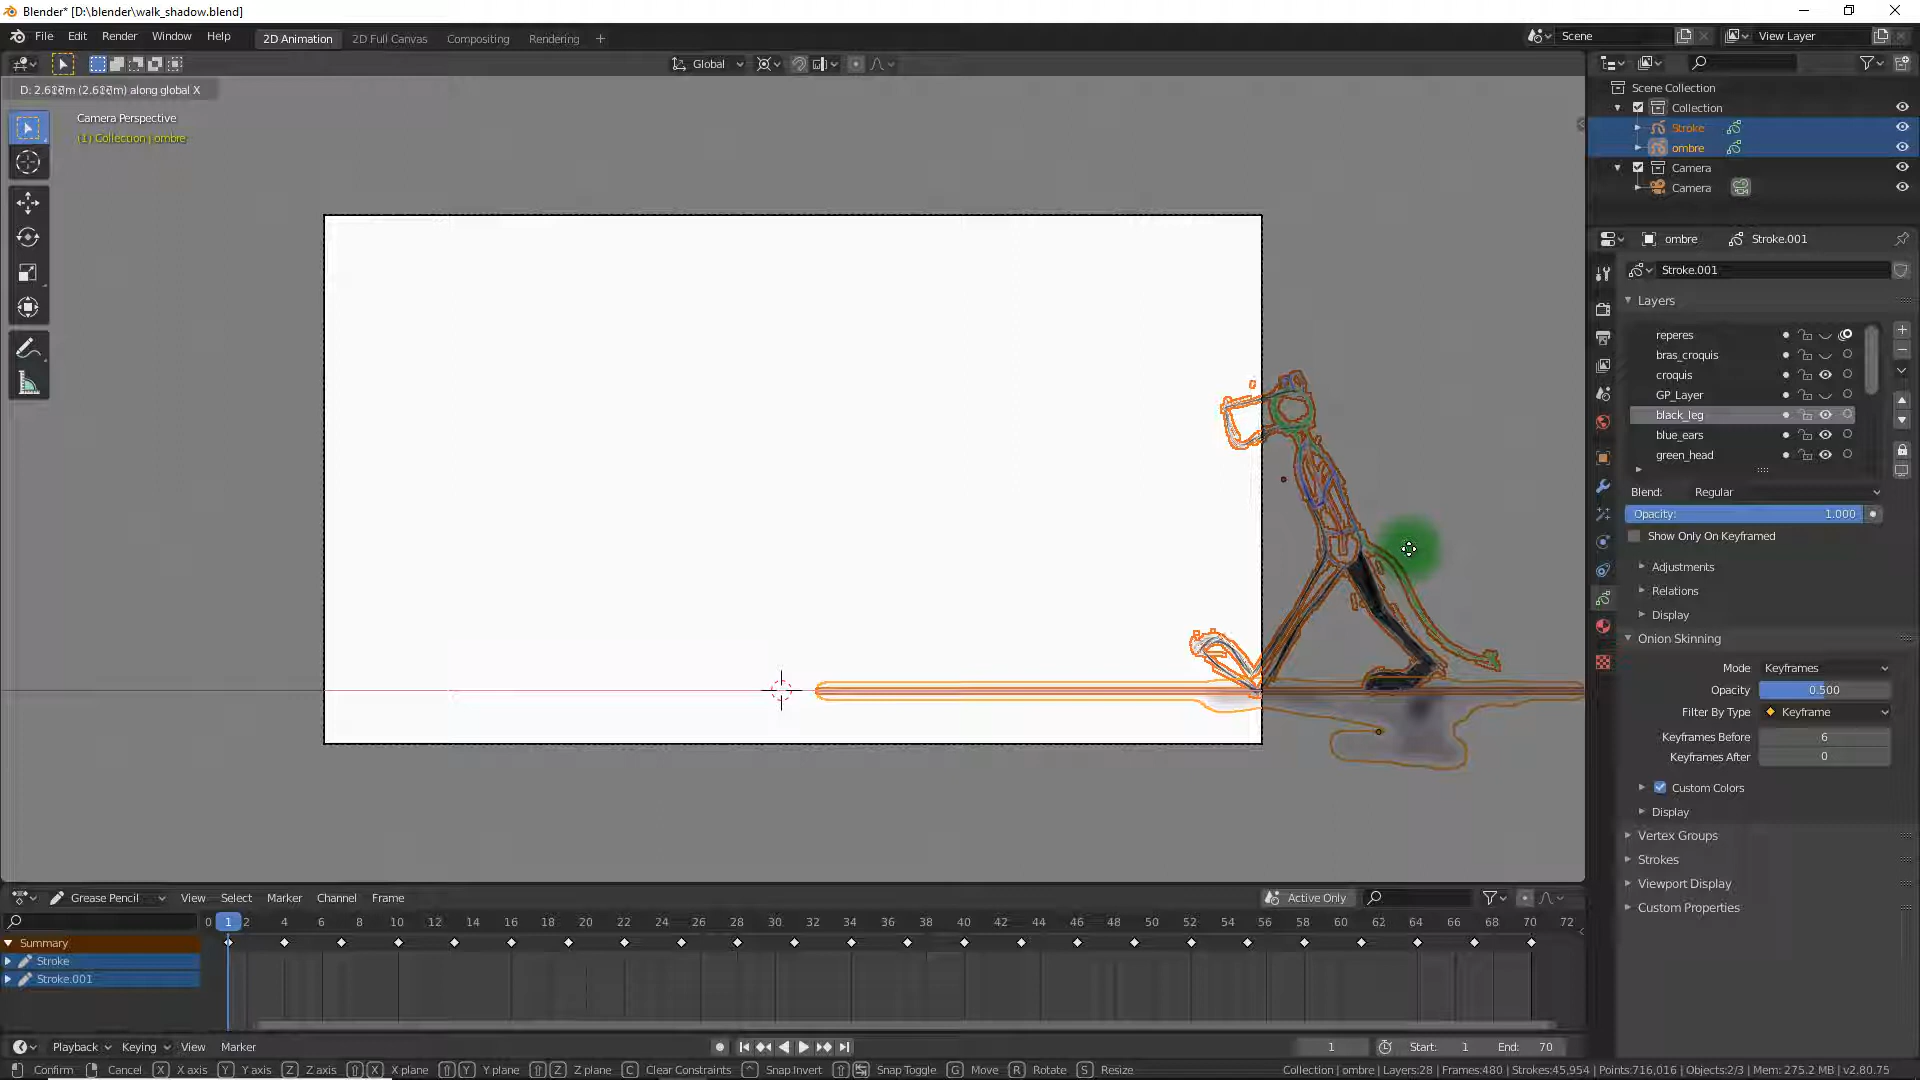 Blender* [D:\blender\walk_shadow.blend]
File Edit Render Window Help
2D Animation 2D Full Canvas Compositing Rendering +
Scene
View Layer
Global
along global X
Camera Perspective
(1) Collection | ombre
Scene Collection
Collection
Stroke
ombre
Camera
Camera
ombre Stroke.001
Stroke.001
Layers
reperes
bras_croquis
croquis
GP_Layer
black_leg
blue_ears
green_head
Blend: Regular
Opacity: 1.000
Show Only On Keyframed
Adjustments
Relations
Display
Onion Skinning
Mode Keyframes
Opacity 0.500
Filter By Type Keyframe
Keyframes Before 6
Keyframes After 0
Custom Colors
Display
Vertex Groups
Strokes
Viewport Display
Custom Properties
Grease Pencil View Select Marker Channel Frame
Active Only
0 1 2 4 6 8 10 12 14 16 18 20 22 24 26 28 30 32 34 36 38 40 42 44 46 48 50 52 54 56 58 60 62 64 66 68 70 72
Summary
Stroke
Stroke.001
Playback Keying View Marker
1 Start: 1 End: 70
Confirm Cancel X X axis Y Y axis Z Z axis X X plane Y Y plane Z Z plane C Clear Constraints Snap Invert Snap Toggle G Move R Rotate S Resize
Collection | ombre | Layers:28 | Frames:480 | Strokes:45,954 | Points:716,016 | Objects:2/3 | Mem: 275.2 MB | v2.80.75